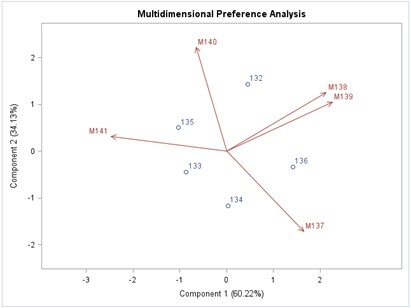 Multidimensional Preference Analysis
M140
132
2
M138
M139
1
135
M141
0
133
136
-1
134
M137
-2
-3
-2
-1
0
1
2
Component 2 (34.13%)
Component 1 (60.22%)